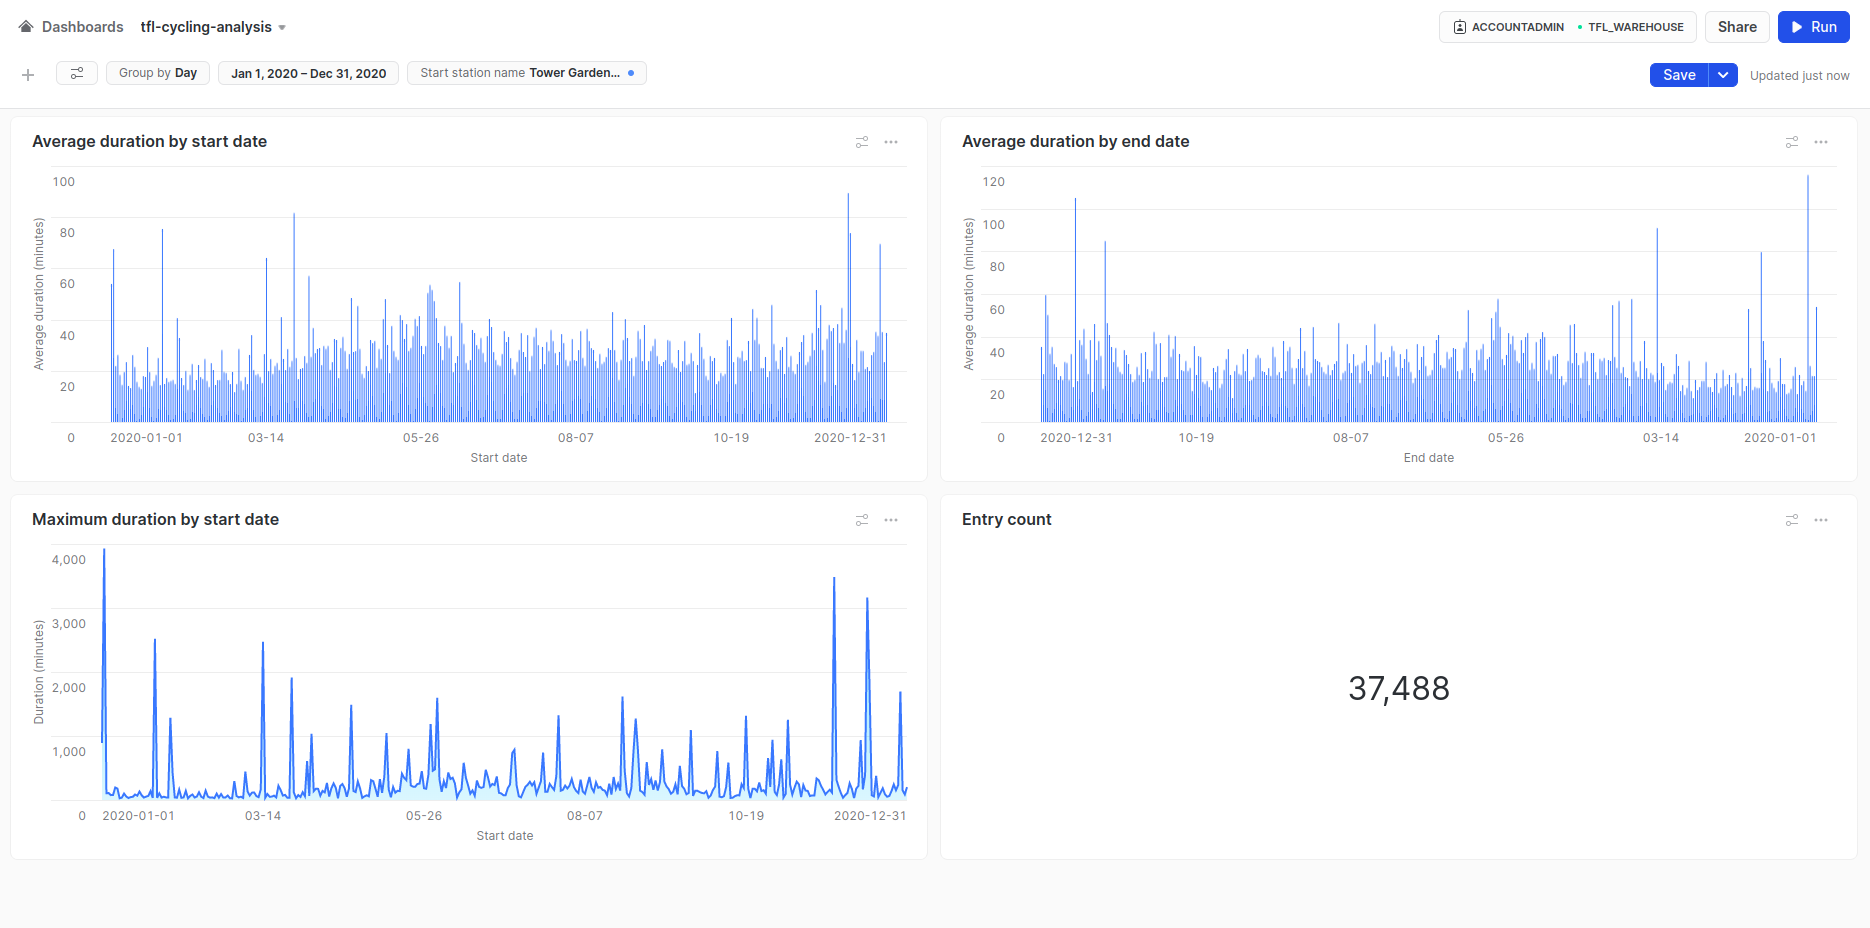 Dashboards tfl-cycling-analysis
ACCOUNTADMIN • TFL_WAREHOUSE Share Run
Group by Day Jan 1, 2020 – Dec 31, 2020 Start station name Tower Garden...
Save Updated just now
Average duration by start date
100
80
60
40
20
0
Average duration (minutes)
2020-01-01 03-14 05-26 08-07 10-19 2020-12-31
Start date
Average duration by end date
120
100
80
60
40
20
0
Average duration (minutes)
2020-12-31 10-19 08-07 05-26 03-14 2020-01-01
End date
Maximum duration by start date
4,000
3,000
2,000
1,000
0
Duration (minutes)
2020-01-01 03-14 05-26 08-07 10-19 2020-12-31
Start date
Entry count
37,488